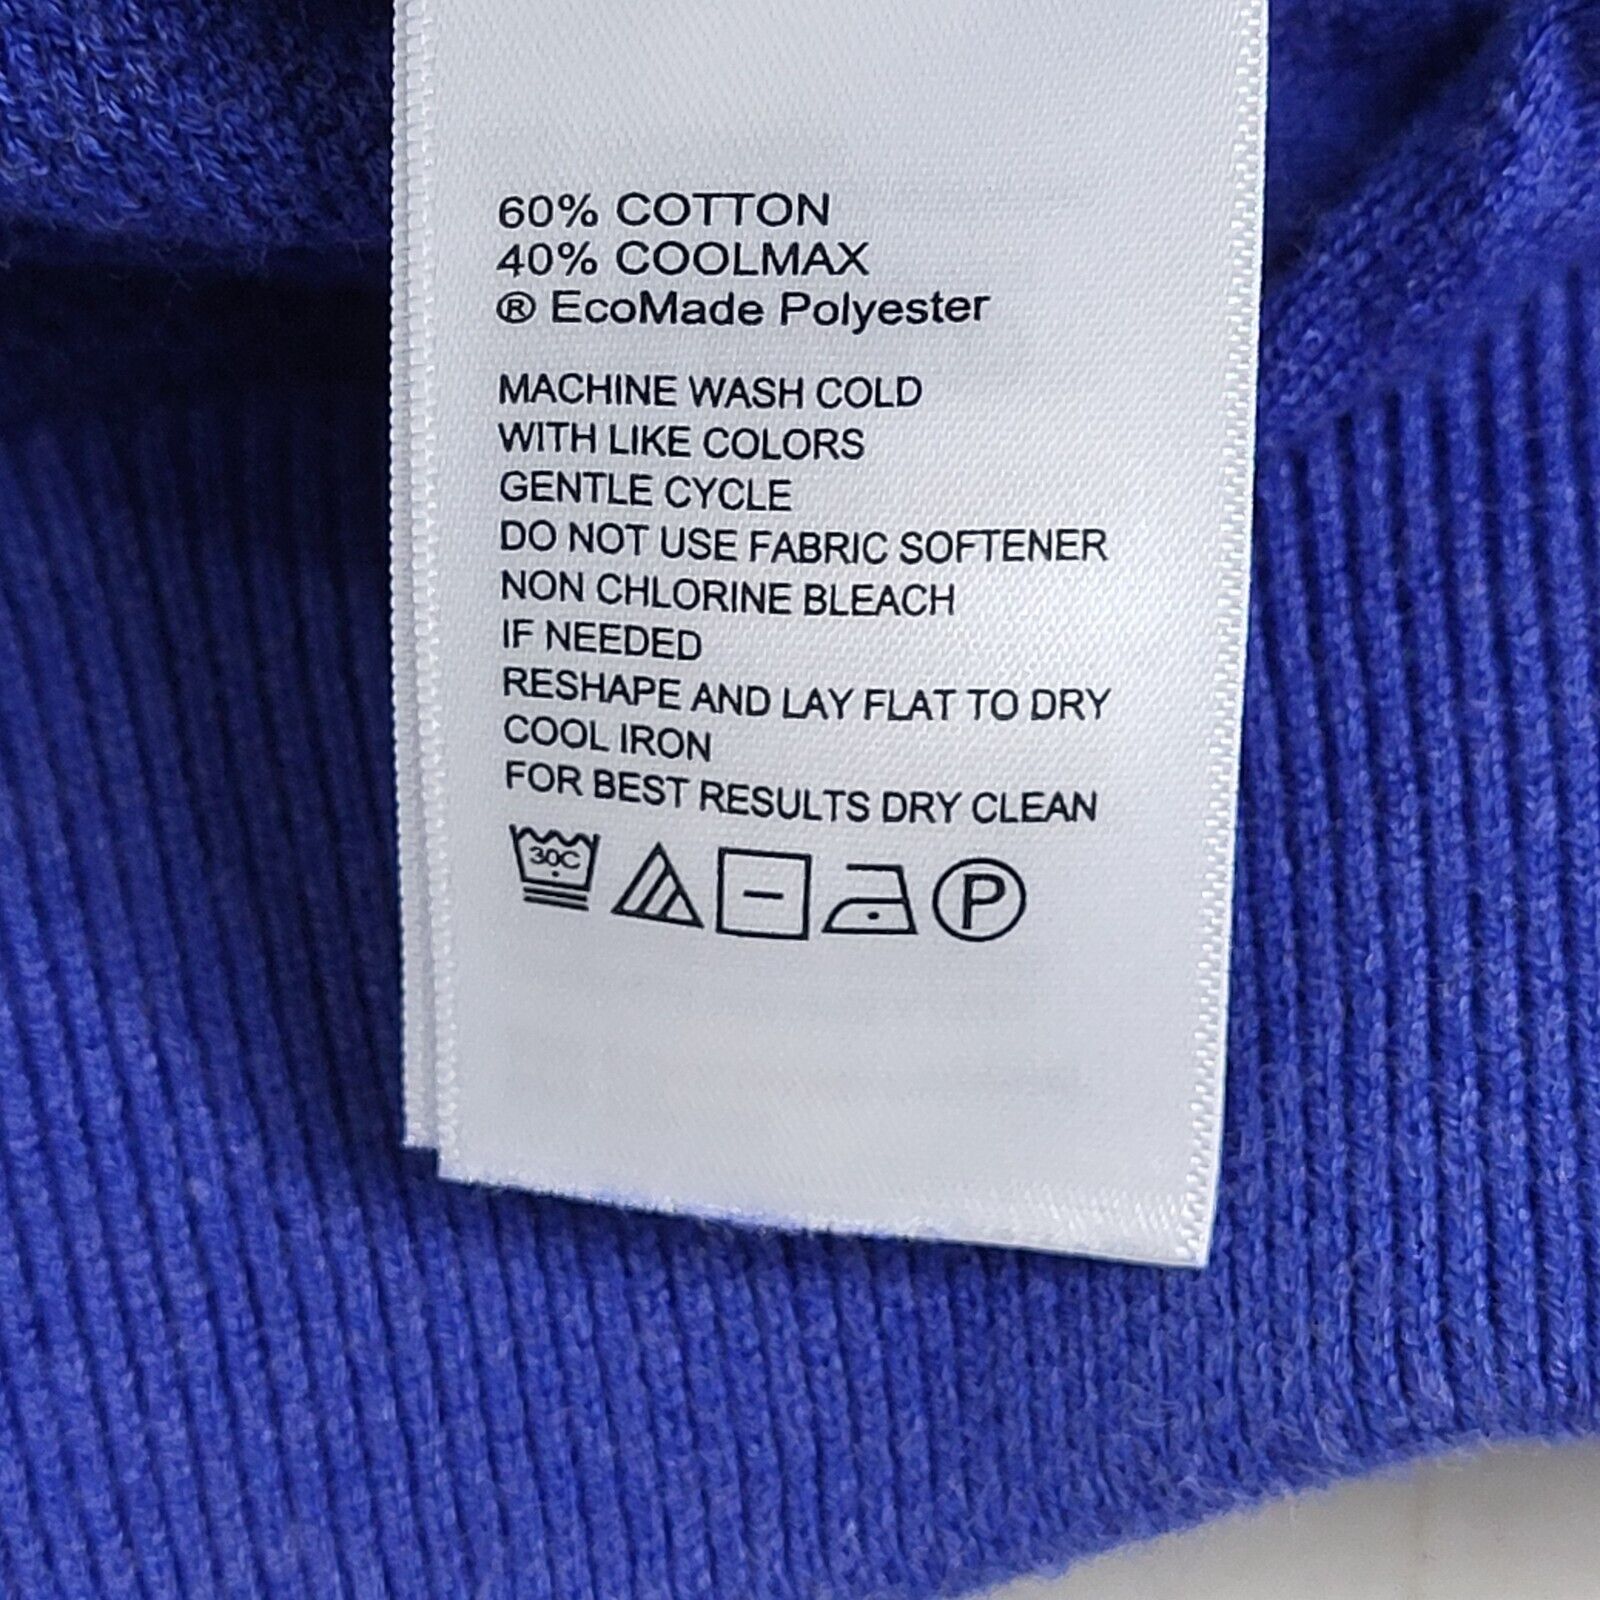 60% COTTON
40% COOLMAX
® EcoMade Polyester
MACHINE WASH COLD
WITH LIKE COLORS
GENTLE CYCLE
DO NOT USE FABRIC SOFTENER
NON CHLORINE BLEACH
IF NEEDED
RESHAPE AND LAY FLAT TO DRY
COOL IRON
FOR BEST RESULTS DRY CLEAN
30C P